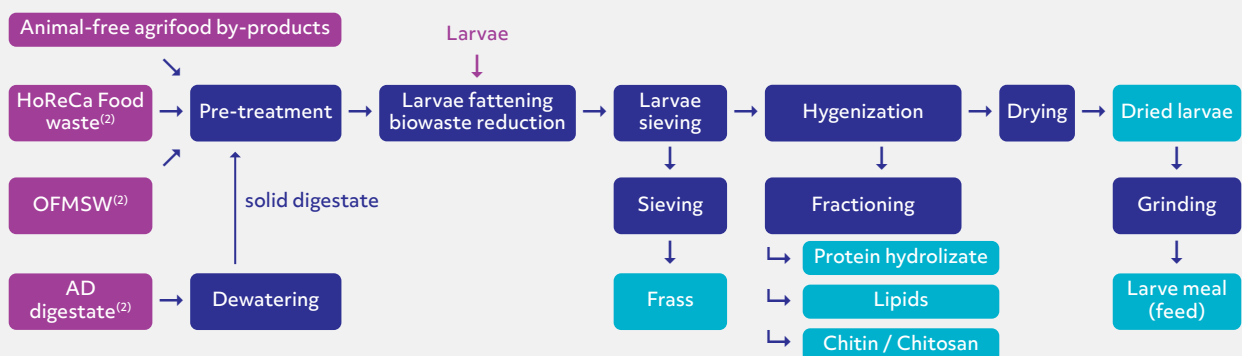 Animal-free agrifood by-products
Larvae
HoReCa Food
waste(2)
Pre-treatment
Larvae fattening
biowaste reduction
Larvae
sieving
Hygenization
Drying
Dried larvae
OFMSW(2)
solid digestate
Sieving
Fractioning
Grinding
AD
digestate(2)
Dewatering
Frass
Protein hydrolizate
Lipids
Chitin / Chitosan
Larve meal
(feed)